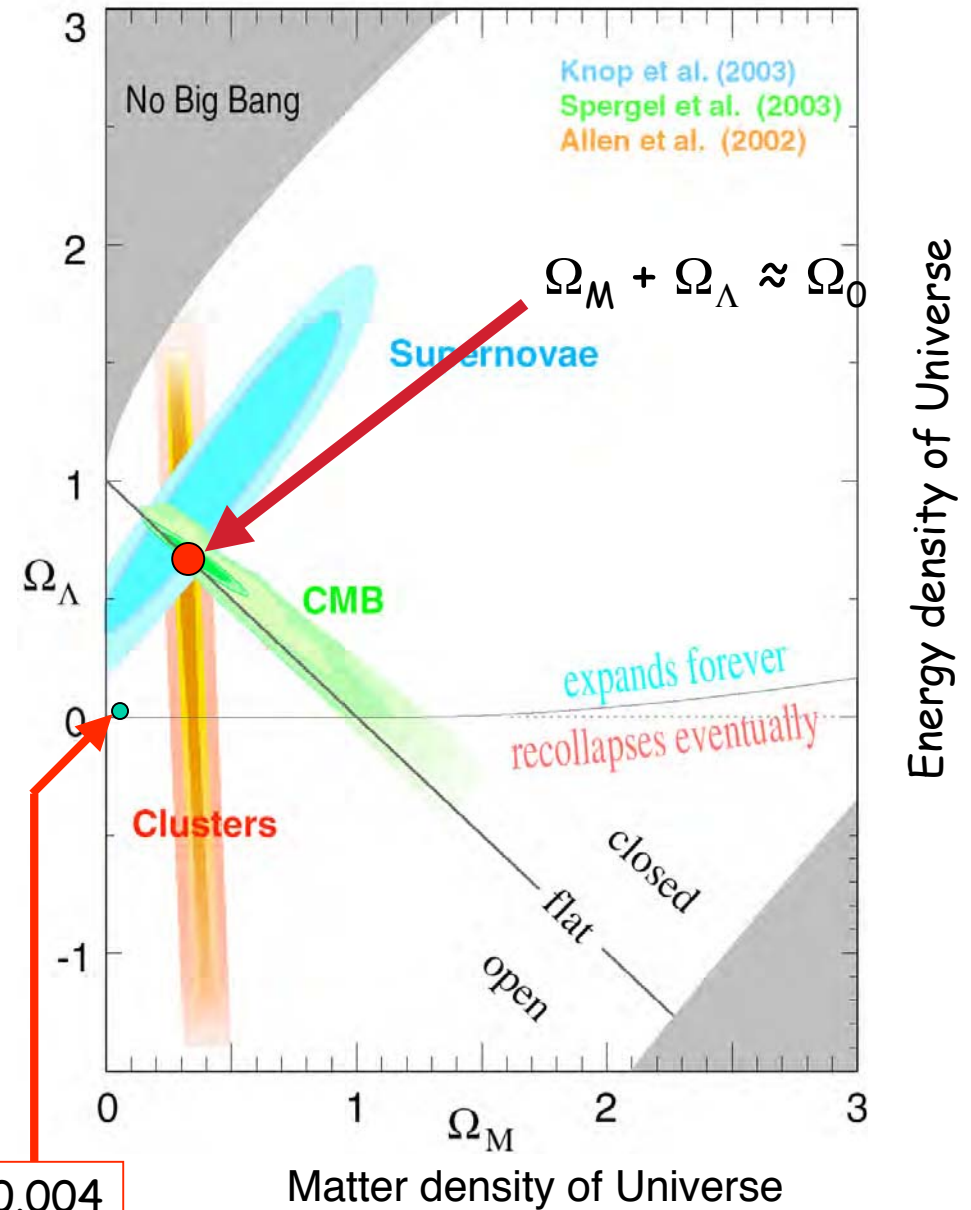 3
No Big Bang
Knop et al. (2003)
Spergel et al. (2003)
Allen et al. (2002)
2
Ω_M + Ω_Λ ≈ Ω_0
Supernovae
1
Ω_Λ
CMB
expands forever
0
recollapses eventually
Clusters
closed
flat
-1
open
0 1 2 3
Ω_M
Matter density of Universe
Energy density of Universe
0.004